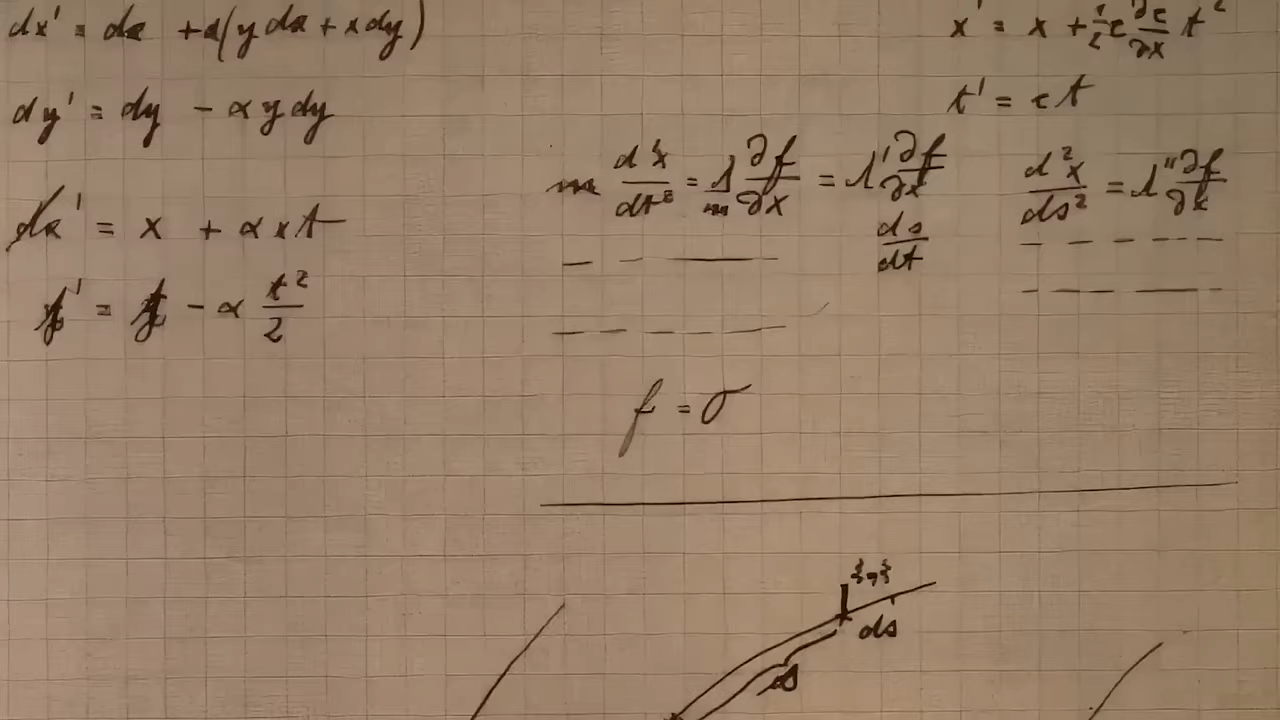 dx' = dx + α(y dx + x dy)
dy' = dy - α y dy
dx' = x + α x t
t' = t - α t²/2
x' = x + 1/2 c ∂c/∂x t²
t' = c t
m d²x/dt² = λ/m ∂f/∂x = λ' ∂f/∂x
ds/dt
d²x/ds² = λ'' ∂f/∂x
f = σ
ds
s